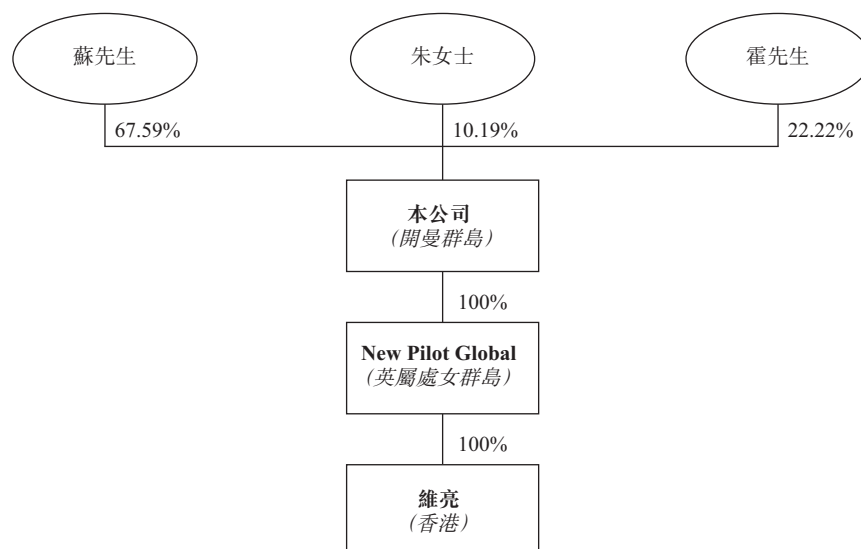 蘇先生
朱女士
霍先生
67.59%
10.19%
22.22%
本公司
(開曼群島)
100%
New Pilot Global
(英屬處女群島)
100%
維亮
(香港)